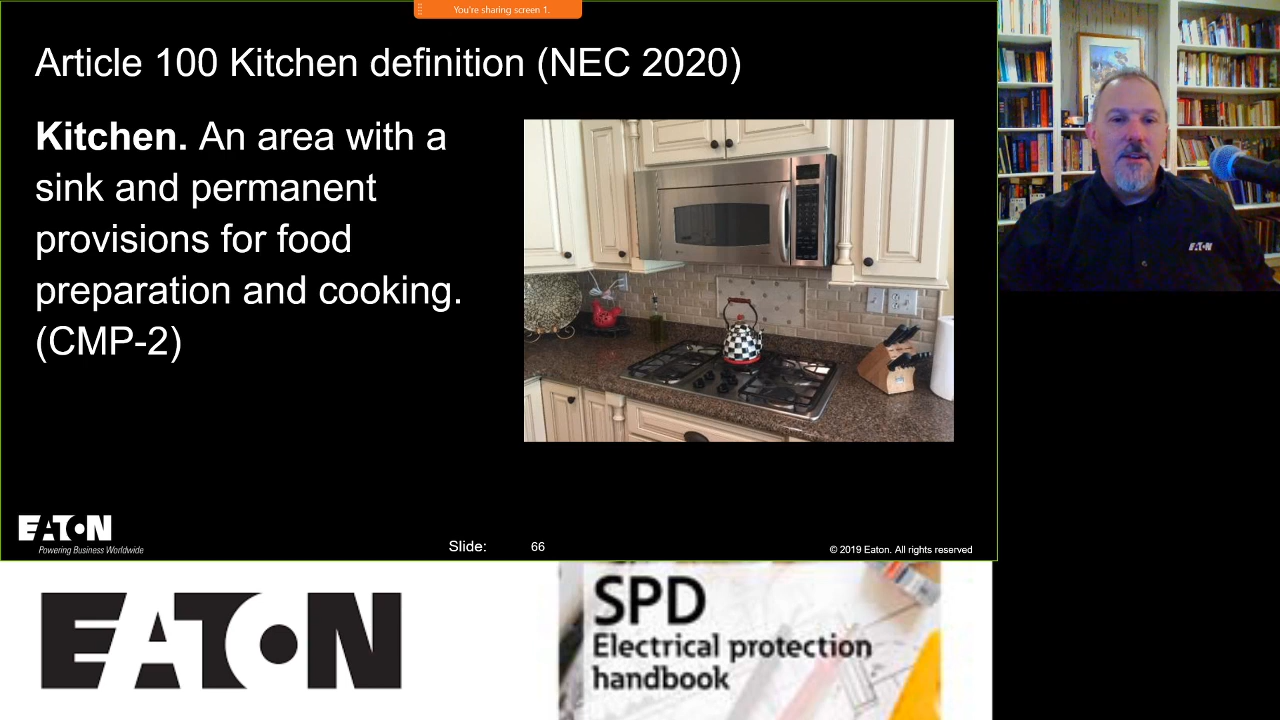 You're sharing screen 1.
Article 100 Kitchen definition (NEC 2020)
Kitchen. An area with a
sink and permanent
provisions for food
preparation and cooking.
(CMP-2)
EATON
Powering Business Worldwide
Slide: 66
© 2019 Eaton. All rights reserved
EATON
EATON
SPD
Electrical protection
handbook